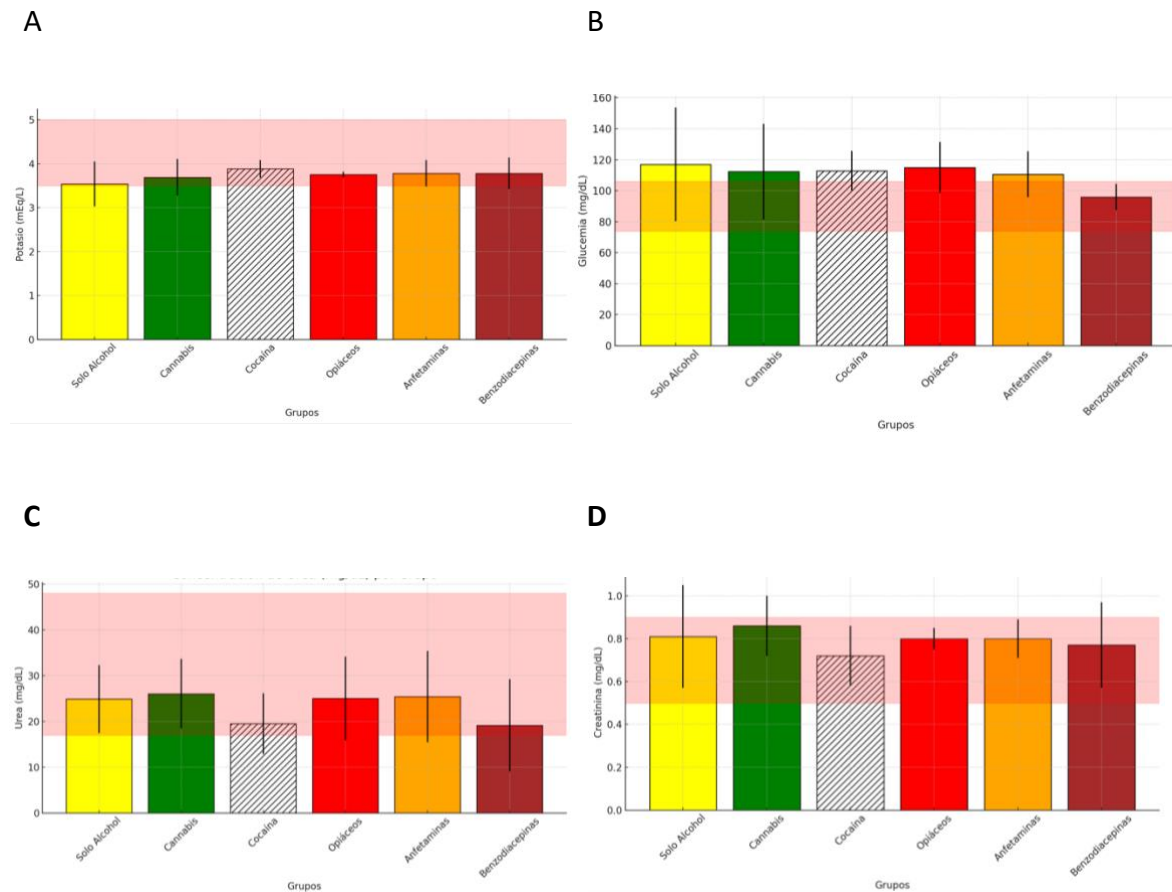 A
B
5
4
3
2
1
0
Potasio (mEq/L)
Solo Alcohol
Cannabis
Cocaína
Opiáceos
Anfetaminas
Benzodiacepinas
Grupos
160
140
120
100
80
60
40
20
0
Glucemia (mg/dL)
Solo Alcohol
Cannabis
Cocaína
Opiáceos
Anfetaminas
Benzodiacepinas
Grupos
C
D
50
40
30
20
10
0
Urea (mg/dL)
Solo Alcohol
Cannabis
Cocaína
Opiáceos
Anfetaminas
Benzodiacepinas
Grupos
1.0
0.8
0.6
0.4
0.2
0.0
Creatinina (mg/dL)
Solo Alcohol
Cannabis
Cocaína
Opiáceos
Anfetaminas
Benzodiacepinas
Grupos